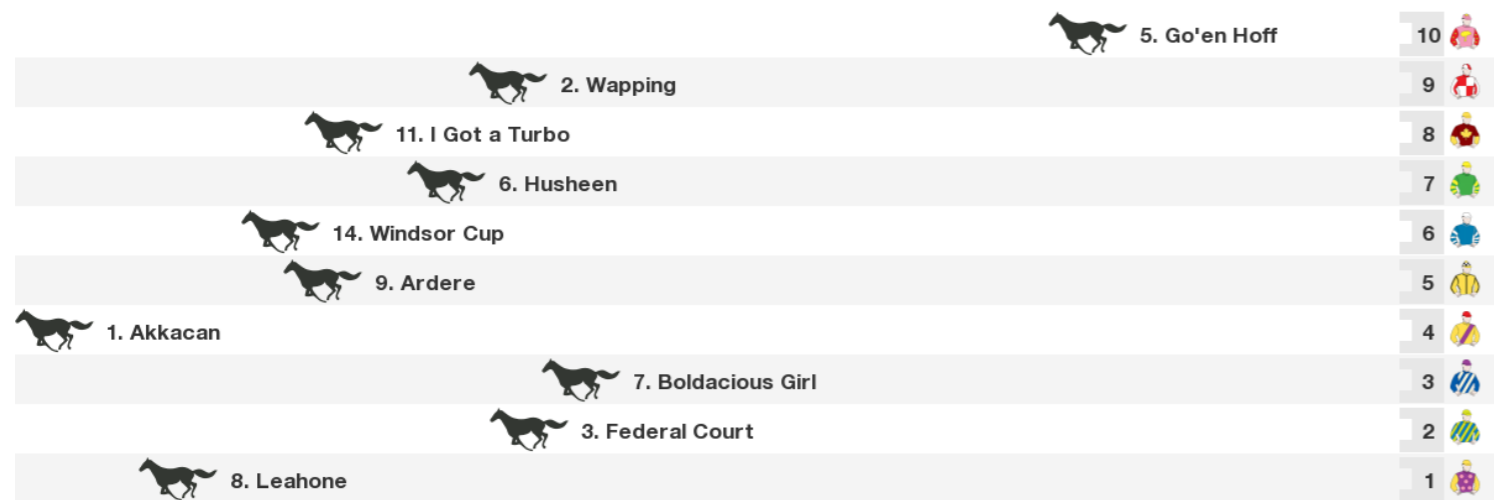 5. Go'en Hoff 10
2. Wapping 9
11. I Got a Turbo 8
6. Husheen 7
14. Windsor Cup 6
9. Ardere 5
1. Akkacan 4
7. Boldacious Girl 3
3. Federal Court 2
8. Leahone 1